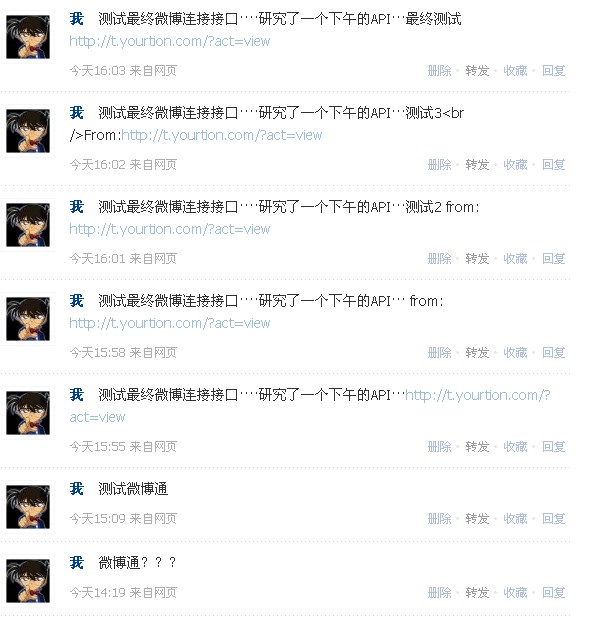 我 测试最终微博连接接口····研究了一个下午的API···最终测试
http://t.yourtion.com/?act=view
今天16:03 来自网页 删除 · 转发 · 收藏 · 回复
我 测试最终微博连接接口····研究了一个下午的API···测试3<br
/>From:http://t.yourtion.com/?act=view
今天16:02 来自网页 删除 · 转发 · 收藏 · 回复
我 测试最终微博连接接口····研究了一个下午的API···测试2 from:
http://t.yourtion.com/?act=view
今天16:01 来自网页 删除 · 转发 · 收藏 · 回复
我 测试最终微博连接接口····研究了一个下午的API··· from:
http://t.yourtion.com/?act=view
今天15:58 来自网页 删除 · 转发 · 收藏 · 回复
我 测试最终微博连接接口····研究了一个下午的API···http://t.yourtion.com/?
act=view
今天15:55 来自网页 删除 · 转发 · 收藏 · 回复
我 测试微博通
今天15:09 来自网页 删除 · 转发 · 收藏 · 回复
我 微博通？？？
今天14:19 来自网页 删除 · 转发 · 收藏 · 回复